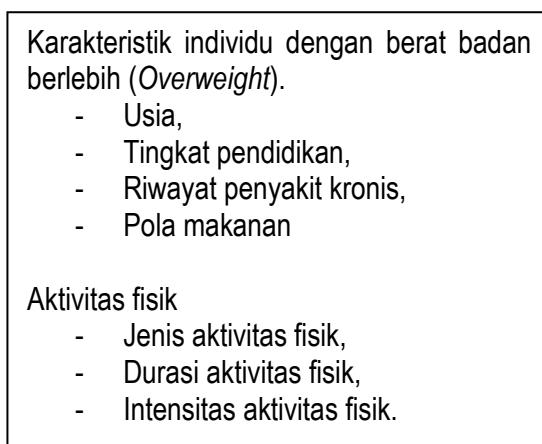 Karakteristik individu dengan berat badan
berlebih (Overweight).
- Usia,
- Tingkat pendidikan,
- Riwayat penyakit kronis,
- Pola makanan
Aktivitas fisik
- Jenis aktivitas fisik,
- Durasi aktivitas fisik,
- Intensitas aktivitas fisik.